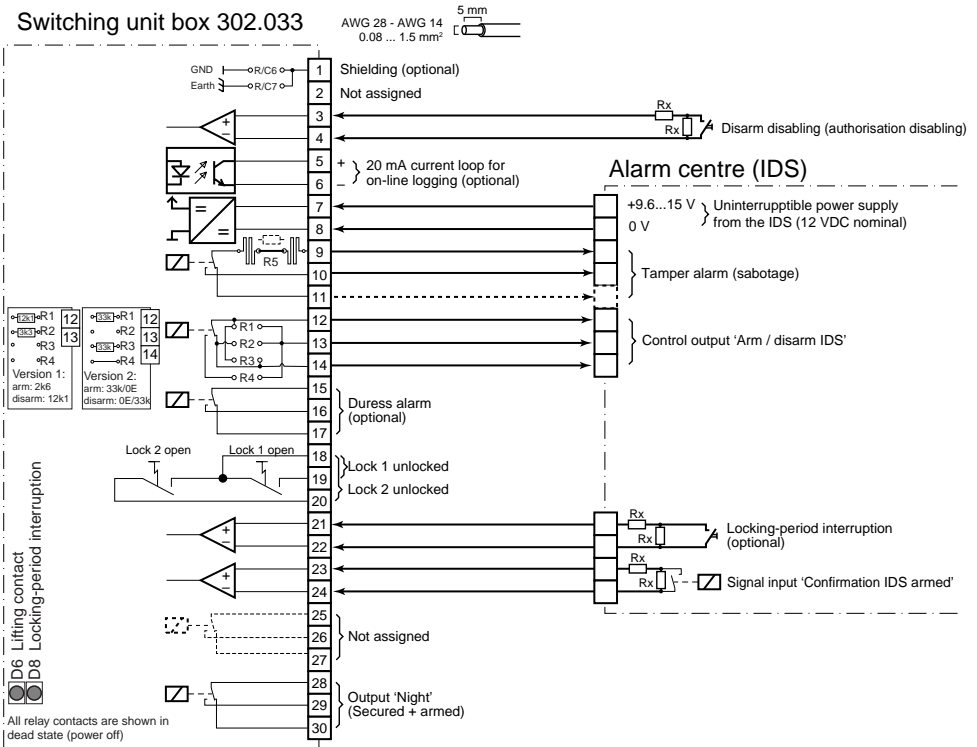 Switching unit box 302.033
5 mm
AWG 28 - AWG 14
0.08 ... 1.5 mm²
GND R/C6
Earth R/C7
1 Shielding (optional)
2 Not assigned
3
4
Rx
Rx
Disarm disabling (authorisation disabling)
+
–
5 +
6 –
20 mA current loop for
on-line logging (optional)
Alarm centre (IDS)
=
=
7
8
+9.6...15 V
0 V
Uninterrupptible power supply
from the IDS (12 VDC nominal)
R5
9
10
11
Tamper alarm (sabotage)
12k1 R1 12
3k3 R2 13
R3
R4
Version 1:
arm: 2k6
disarm: 12k1
33k R1 12
R2 13
33k R3 14
R4
Version 2:
arm: 33k/0E
disarm: 0E/33k
R1
R2
R3
R4
12
13
14
Control output 'Arm / disarm IDS'
15
16
17
Duress alarm
(optional)
Lock 2 open
Lock 1 open
18
19
20
Lock 1 unlocked
Lock 2 unlocked
+
–
21
22
Rx
Rx
Locking-period interruption
(optional)
+
–
23
24
Rx
Rx
Signal input 'Confirmation IDS armed'
25
26
27
Not assigned
28
29
30
Output 'Night'
(Secured + armed)
D6 Lifting contact
D8 Locking-period interruption
All relay contacts are shown in
dead state (power off)